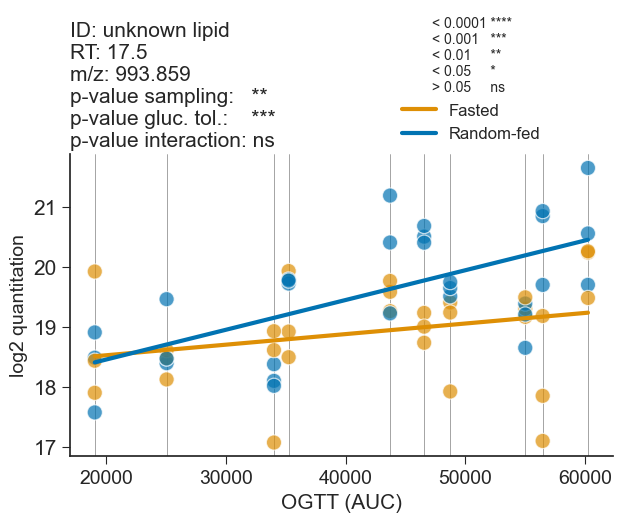 ID: unknown lipid
RT: 17.5
m/z: 993.859
p-value sampling: **
p-value gluc. tol.: ***
p-value interaction: ns
< 0.0001 ****
< 0.001 ***
< 0.01 **
< 0.05 *
> 0.05 ns
Fasted
Random-fed
log2 quantitation
21
20
19
18
17
20000 30000 40000 50000 60000
OGTT (AUC)